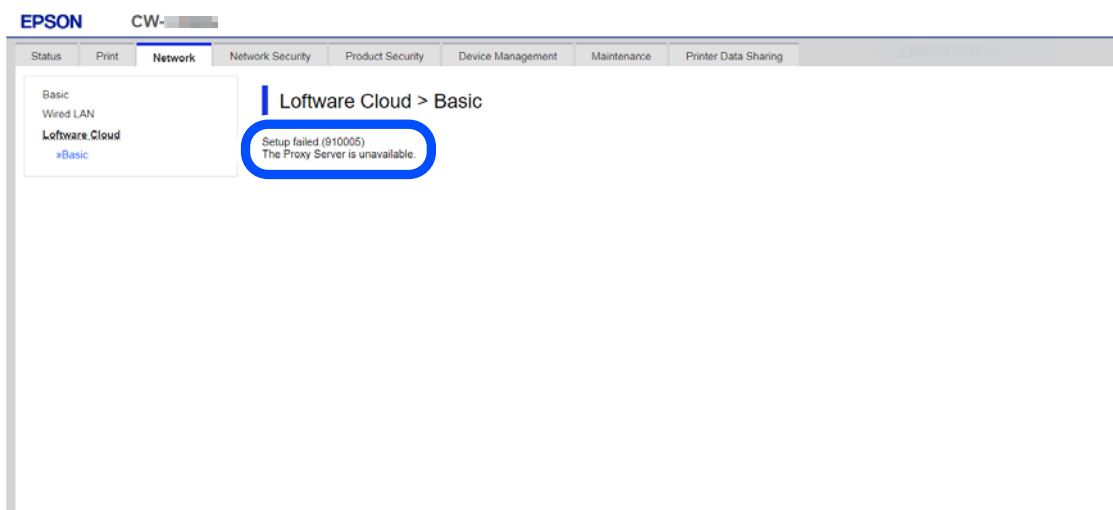 EPSON CW-
Status Print Network Network Security Product Security Device Management Maintenance Printer Data Sharing
Basic
Wired LAN
Loftware Cloud
»Basic
Loftware Cloud > Basic
Setup failed.(910005)
The Proxy Server is unavailable.